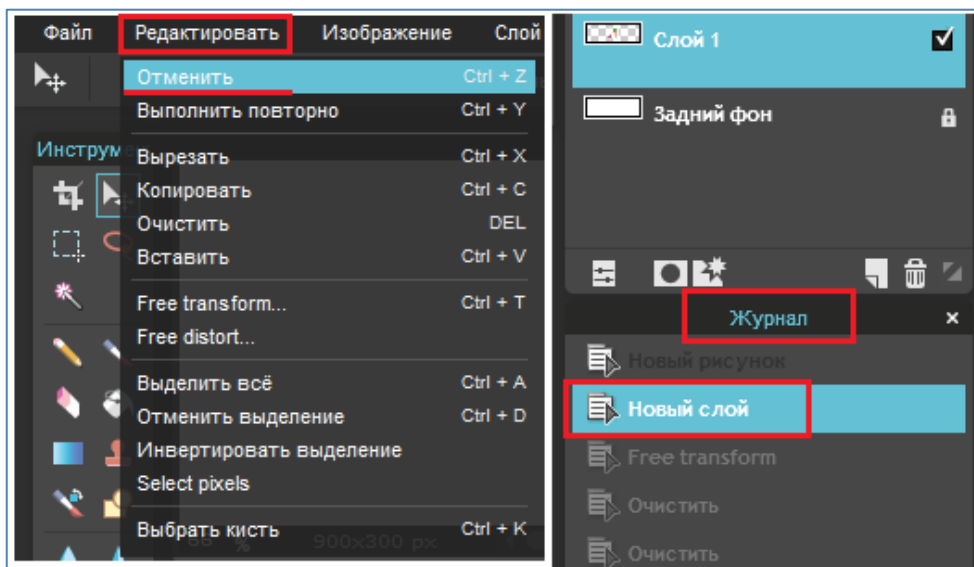 Файл Редактировать Изображение Слой
Отменить Ctrl + Z
Выполнить повторно Ctrl + Y
Инструм
Вырезать Ctrl + X
Копировать Ctrl + C
Очистить DEL
Вставить Ctrl + V
Free transform... Ctrl + T
Free distort...
Выделить всё Ctrl + A
Отменить выделение Ctrl + D
Инвертировать выделение
Select pixels
Выбрать кисть Ctrl + K
% 900x300 px
Слой 1
Задний фон
Журнал
Новый рисунок
Новый слой
Free transform
Очистить
Очистить